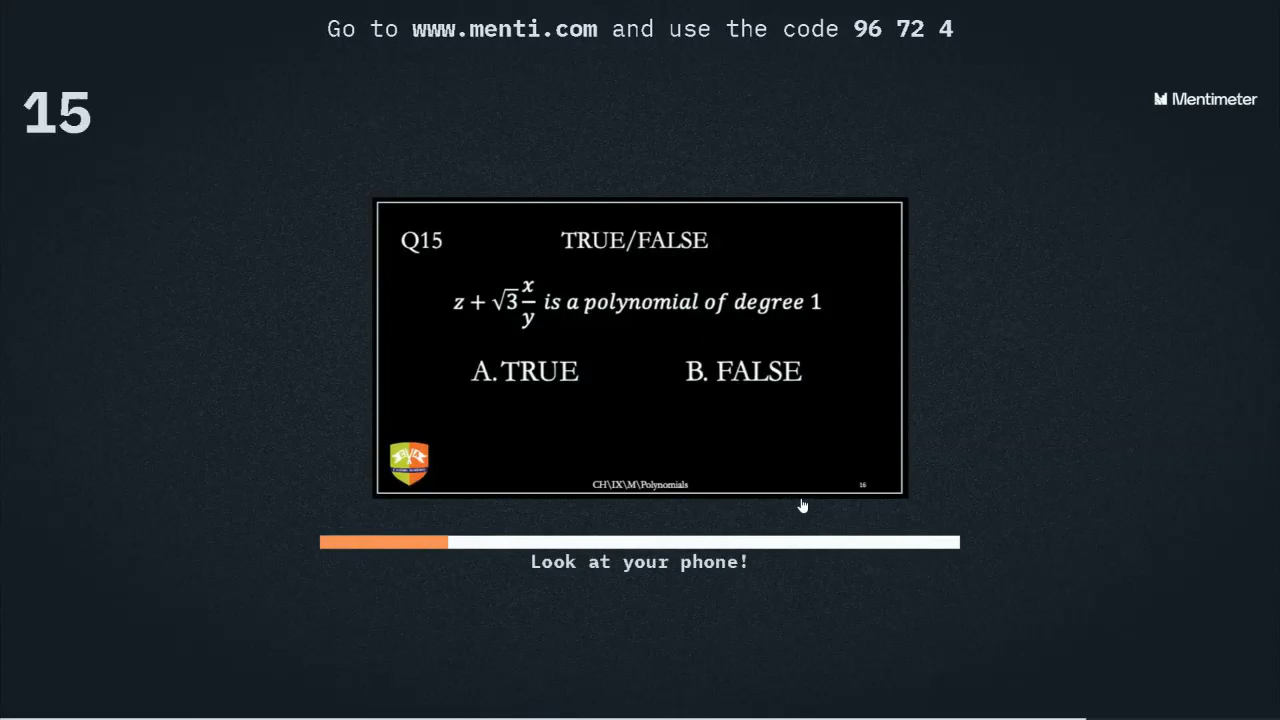 Go to www.menti.com and use the code 96 72 4
15
Mentimeter
Q15 TRUE/FALSE
z + √3 x/y is a polynomial of degree 1
A. TRUE B. FALSE
CH\IX\M\Polynomials 16
Look at your phone!